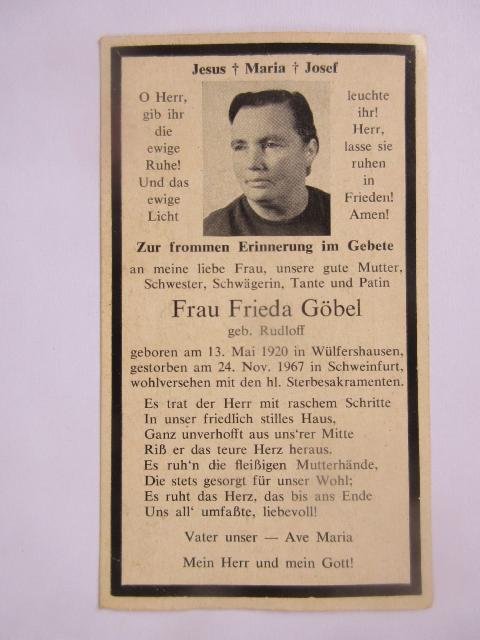 Jesus † Maria † Josef
O Herr,
gib ihr
die
ewige
Ruhe!
Und das
ewige
Licht
leuchte
ihr!
Herr,
lasse sie
ruhen
in
Frieden!
Amen!
Zur frommen Erinnerung im Gebete
an meine liebe Frau, unsere gute Mutter,
Schwester, Schwägerin, Tante und Patin
Frau Frieda Göbel
geb. Rudloff
geboren am 13. Mai 1920 in Wülfershausen,
gestorben am 24. Nov. 1967 in Schweinfurt,
wohlversehen mit den hl. Sterbesakramenten.
Es trat der Herr mit raschem Schritte
In unser friedlich stilles Haus,
Ganz unverhofft aus uns'rer Mitte
Riß er das teure Herz heraus.
Es ruh'n die fleißigen Mutterhände,
Die stets gesorgt für unser Wohl;
Es ruht das Herz, das bis ans Ende
Uns all' umfaßte, liebevoll!
Vater unser — Ave Maria
Mein Herr und mein Gott!